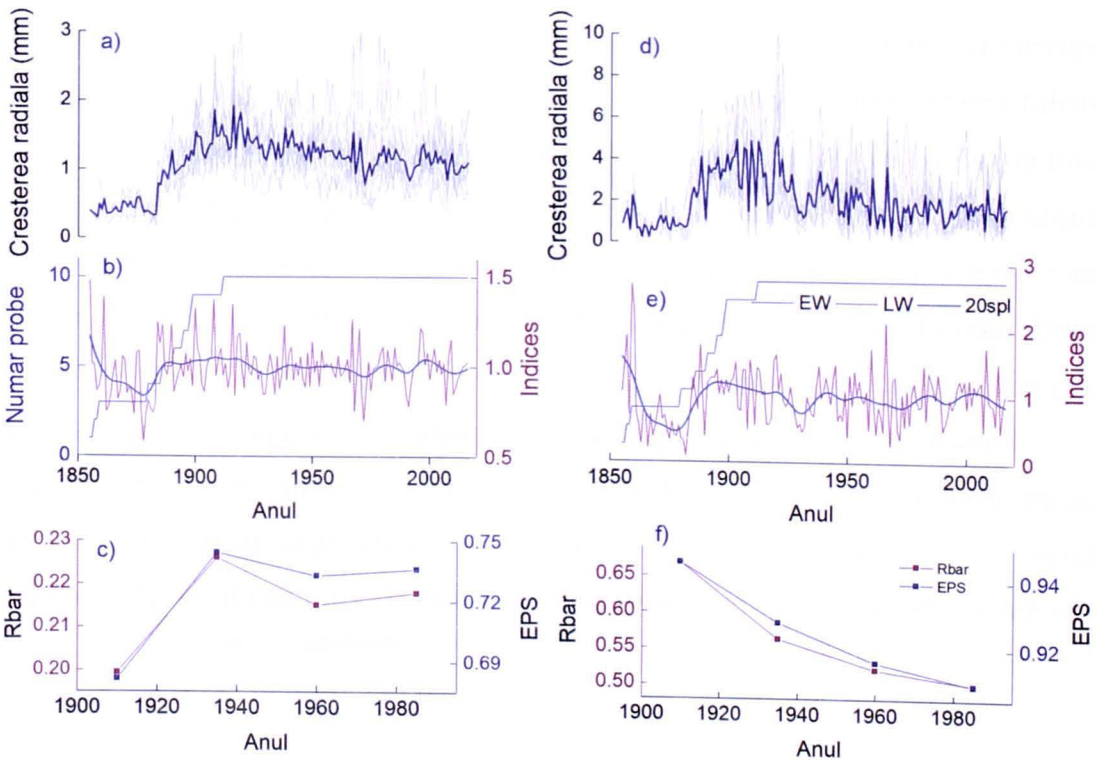 a)
Cresterea radiala (mm)
3
2
1
0
d)
Cresterea radiala (mm)
10
8
6
4
2
0
b)
Numar probe
10
5
0
1.5
1.0
0.5
Indices
1850 1900 1950 2000
Anul
e)
EW LW 20spl
3
2
1
0
Indices
1850 1900 1950 2000
Anul
c)
Rbar
0.23
0.22
0.21
0.20
0.75
0.72
0.69
EPS
1900 1920 1940 1960 1980
Anul
f)
Rbar
EPS
Rbar
0.65
0.60
0.55
0.50
0.94
0.92
EPS
1900 1920 1940 1960 1980
Anul